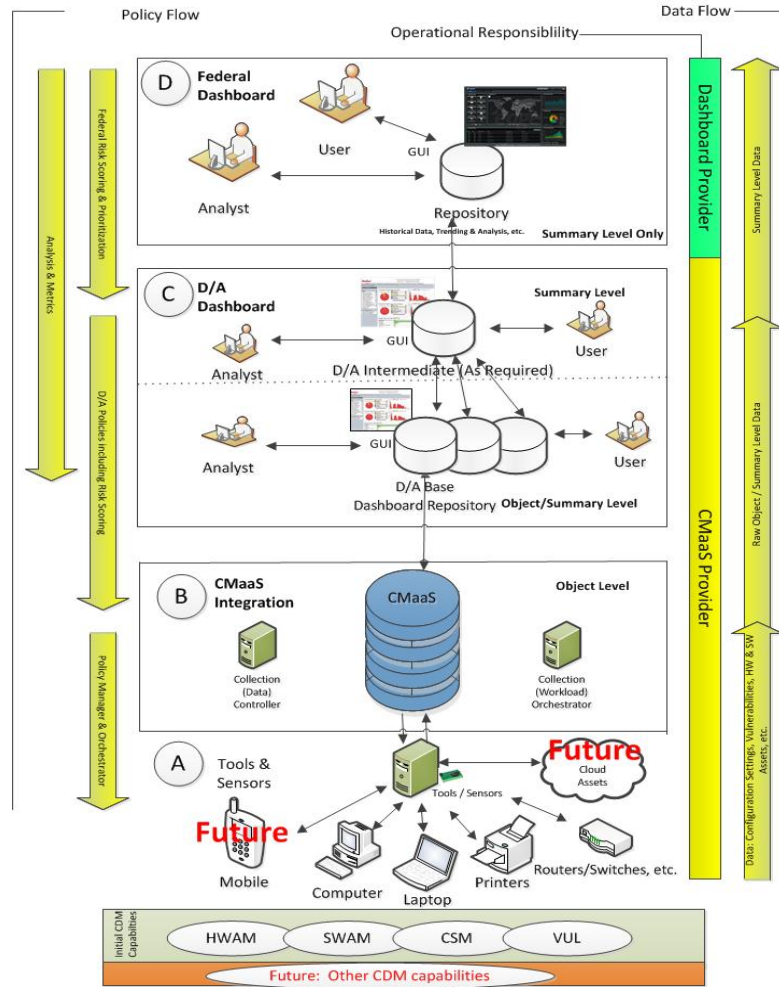 Policy Flow
Data Flow
Operational Responsiblility
D
Federal
Dashboard
User
GUI
Analyst
Repository
Historical Data, Trending & Analysis, etc.
Summary Level Only
C
D/A
Dashboard
Summary Level
GUI
Analyst
User
D/A Intermediate (As Required)
GUI
Analyst
User
D/A Base
Dashboard Repository
Object/Summary Level
B
CMaaS
Integration
CMaaS
Object Level
Collection
(Data)
Controller
Collection
(Workload)
Orchestrator
A
Tools &
Sensors
Tools / Sensors
Future
Cloud
Assets
Future
Mobile
Computer
Laptop
Printers
Routers/Switches, etc.
Analysis & Metrics
Federal Risk Scoring & Prioritization
D/A Policies including Risk Scoring
Policy Manager & Orchestrator
Dashboard Provider
CMaaS Provider
Summary Level Data
Raw Object / Summary Level Data
Data: Configuration Settings, Vulnerabilities, HW & SW
Assets, etc.
Initial CDM
Capabilties
HWAM
SWAM
CSM
VUL
Future: Other CDM capabilities